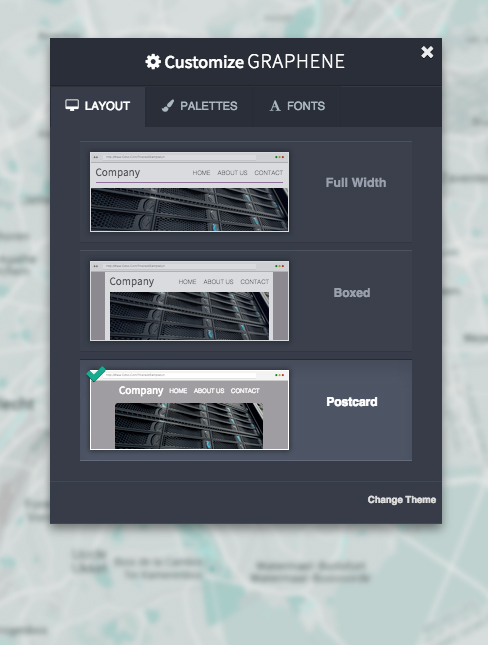 Customize GRAPHENE
LAYOUT
PALETTES
FONTS
Company HOME ABOUT US CONTACT
Full Width
Company HOME ABOUT US CONTACT
Boxed
Company HOME ABOUT US CONTACT
Postcard
Change Theme